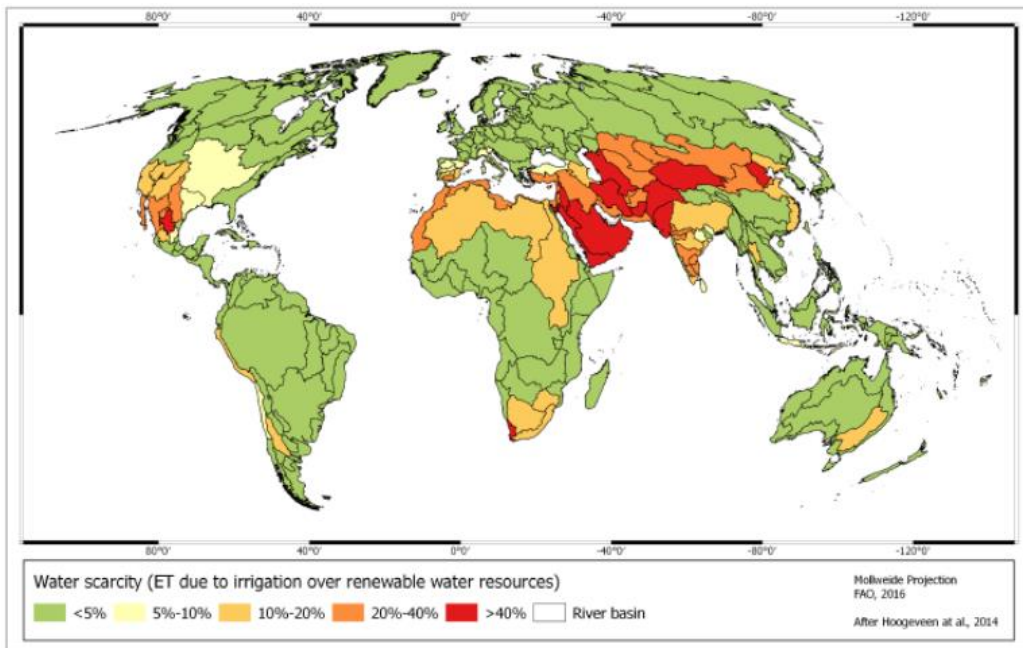 80°0' 40°0' 0°0' -40°0' -80°0' -120°0'
80°0' 40°0' 0°0' -40°0' -80°0' -120°0'
Water scarcity (ET due to irrigation over renewable water resources)
<5% 5%-10% 10%-20% 20%-40% >40% River basin
Mollweide Projection
FAO, 2016
After Hoogeveen at al., 2014